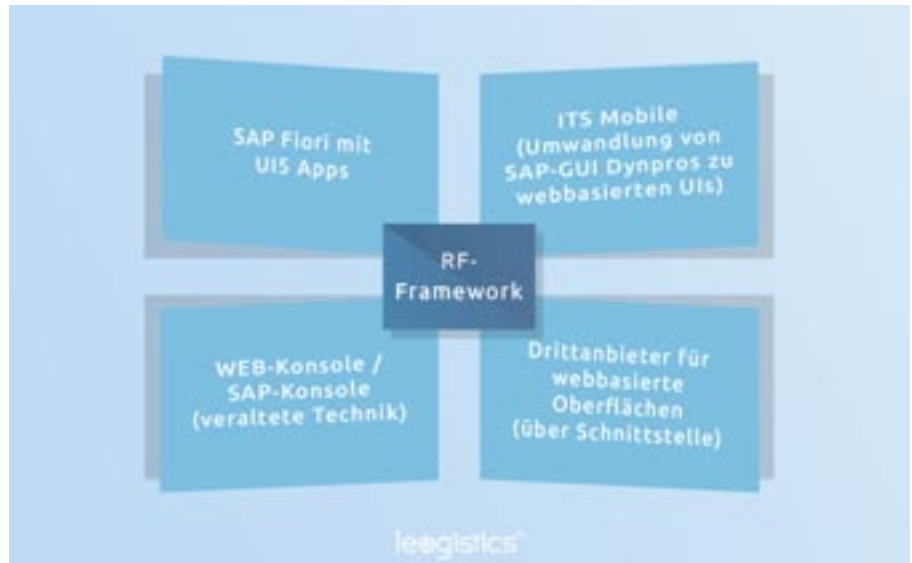 SAP Fiori mit
UI5 Apps
ITS Mobile
(Umwandlung von
SAP-GUI Dynpros zu
webbasierten UIs)
RF-
Framework
WEB-Konsole /
SAP-Konsole
(veraltete Technik)
Drittanbieter für
webbasierte
Oberflächen
(über Schnittstelle)
leogistics